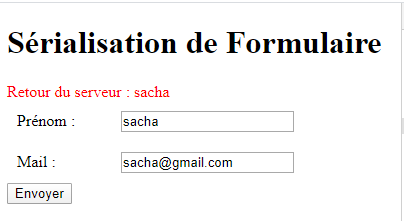 Sérialisation de Formulaire
Retour du serveur : sacha
Prénom : sacha
Mail : sacha@gmail.com
Envoyer